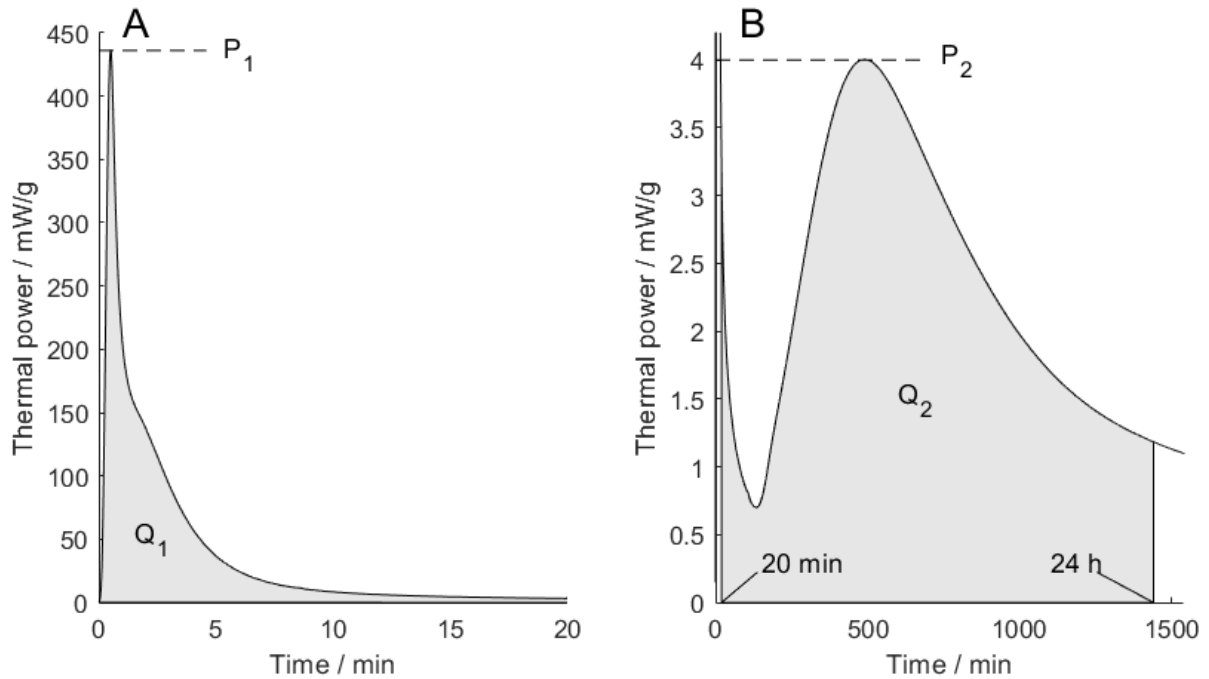 A
P1
450
400
350
300
250
200
150
100
50
0
Thermal power / mW/g
Q1
0 5 10 15 20
Time / min
B
P2
4
3.5
3
2.5
2
1.5
1
0.5
0
Thermal power / mW/g
Q2
20 min
24 h
0 500 1000 1500
Time / min